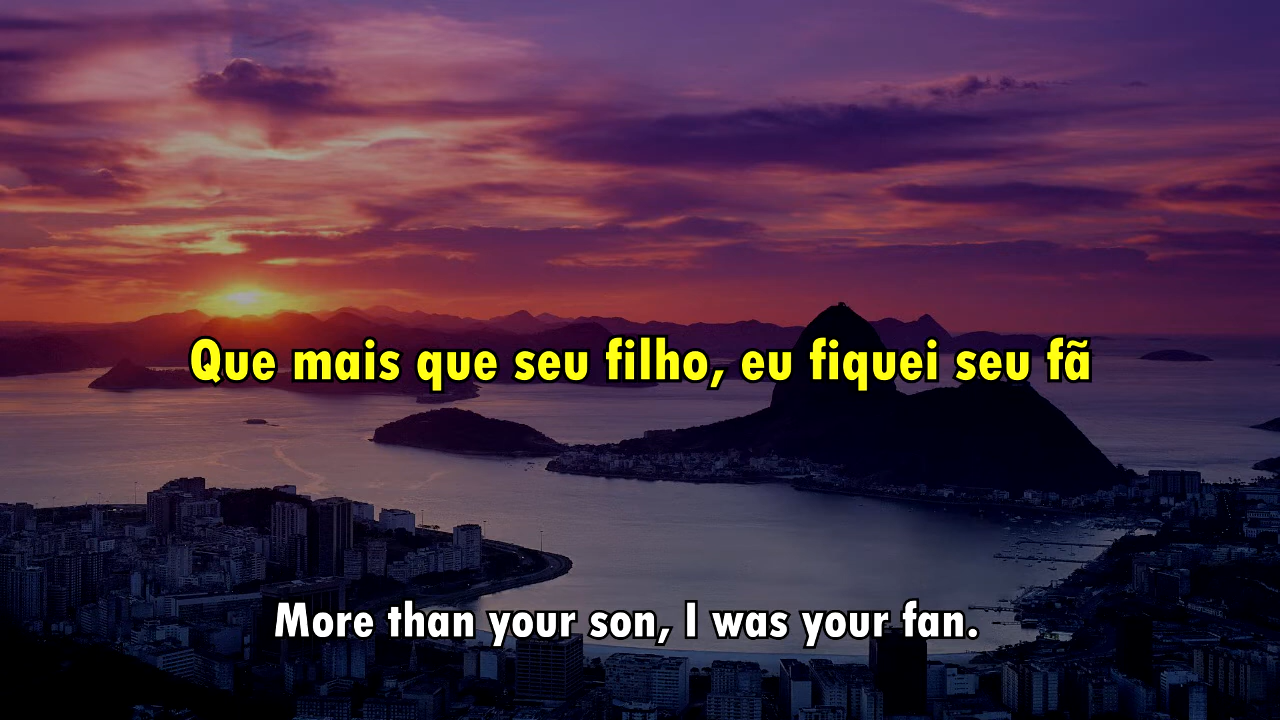 Que mais que seu filho, eu fiquei seu fã
More than your son, I was your fan.